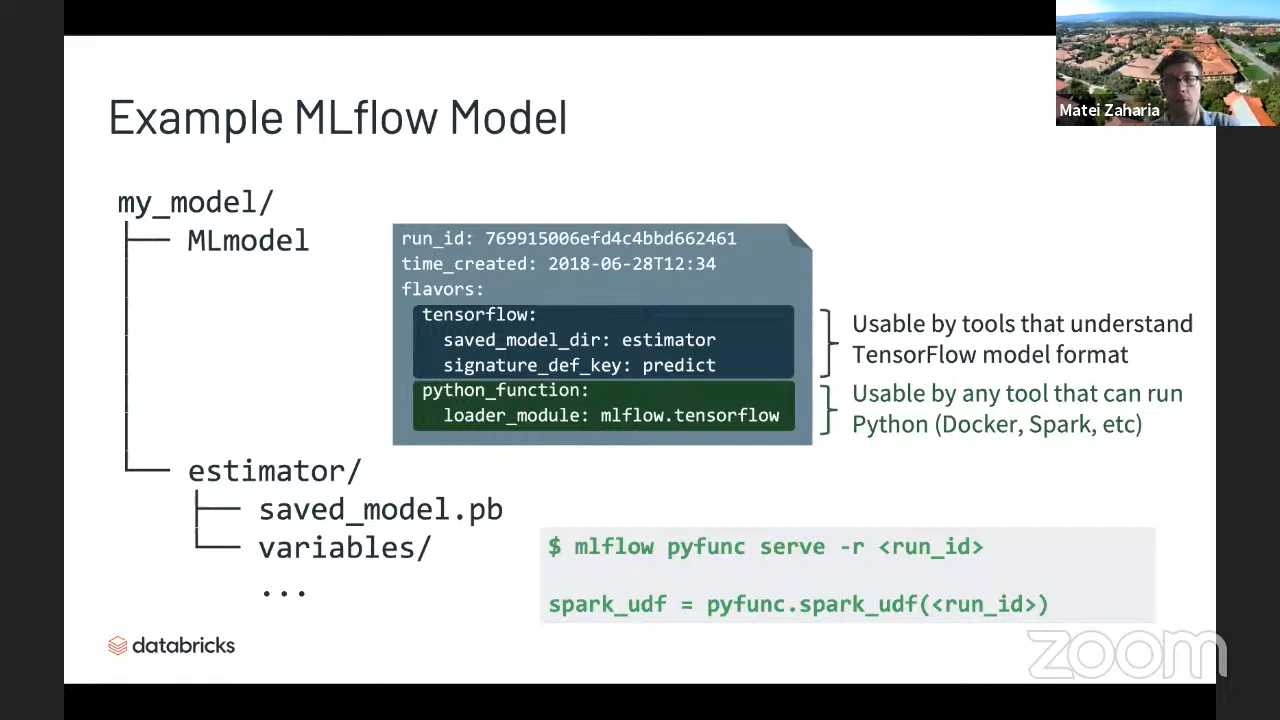 Example MLflow Model
Matei Zaharia
my_model/
MLmodel
run_id: 769915006efd4c4bbd662461
time_created: 2018-06-28T12:34
flavors:
tensorflow:
saved_model_dir: estimator
signature_def_key: predict
python_function:
loader_module: mlflow.tensorflow
Usable by tools that understand
TensorFlow model format
Usable by any tool that can run
Python (Docker, Spark, etc)
estimator/
saved_model.pb
variables/
...
$ mlflow pyfunc serve -r <run_id>
spark_udf = pyfunc.spark_udf(<run_id>)
databricks
zoom